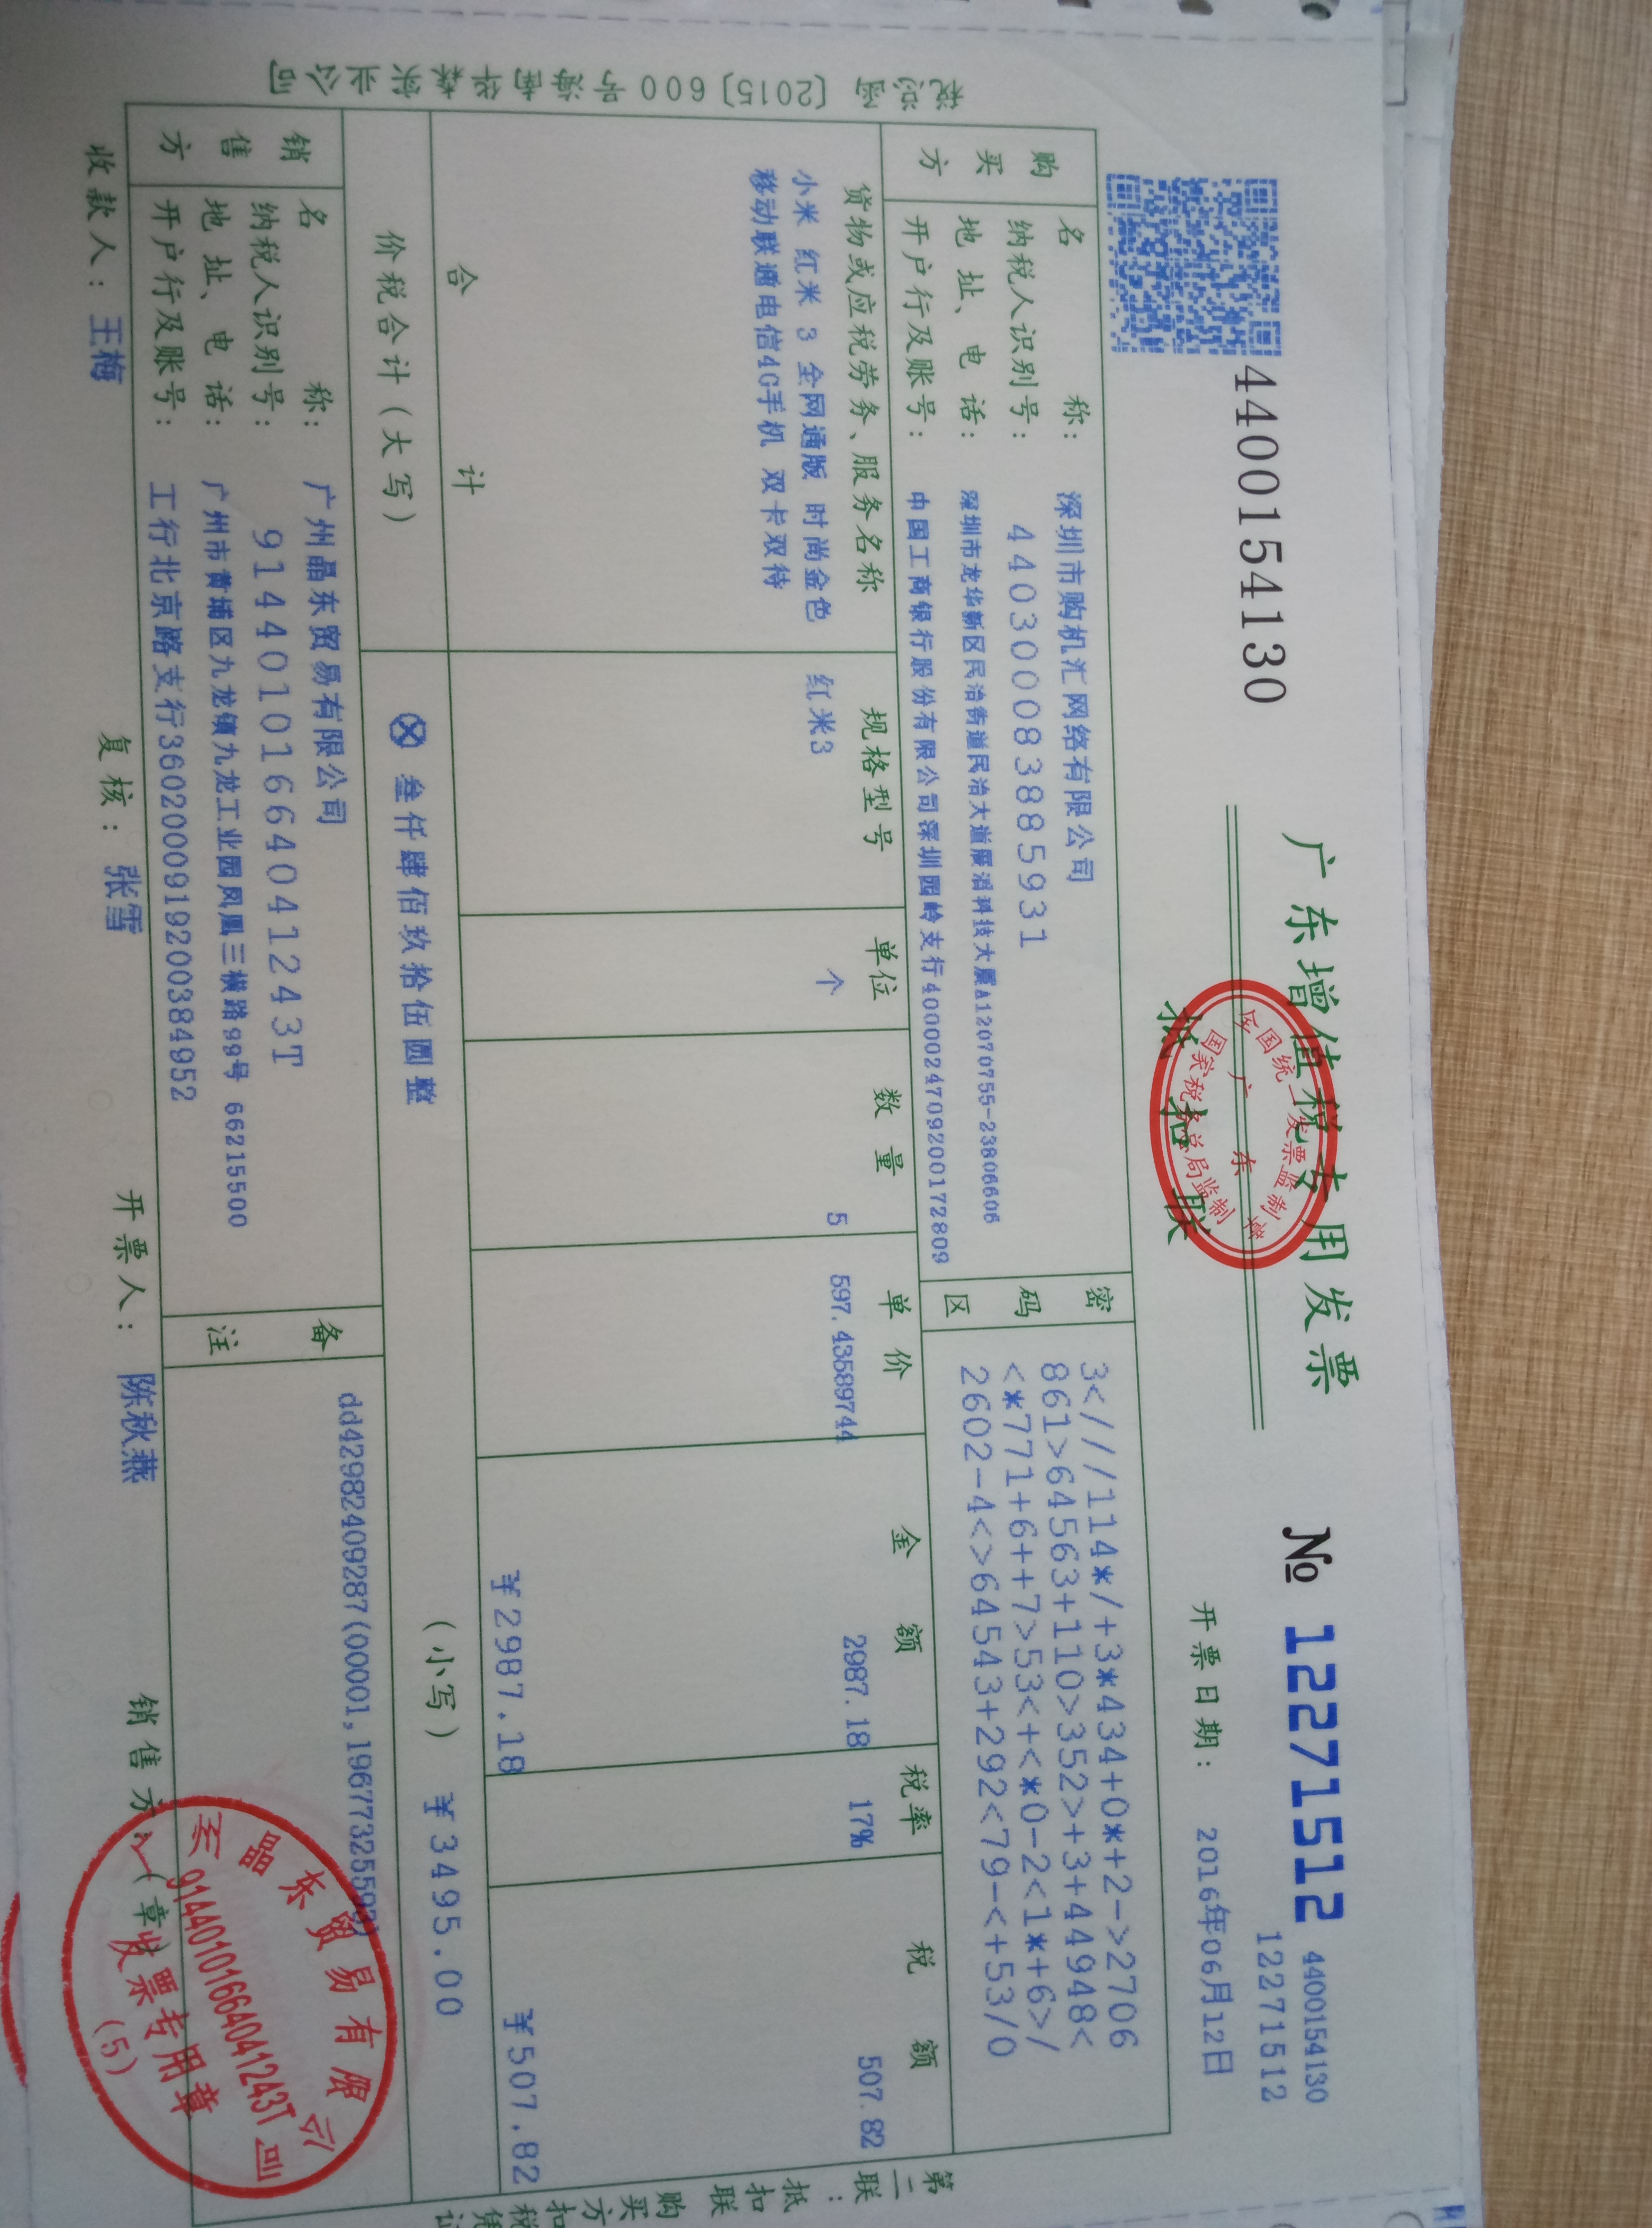 4400154130
广东增值税专用发票
抵扣联
全国统一发票监制章
广东
国家税务总局监制
№ 12271512
4400154130
12271512
开票日期: 2016年06月12日
购买方
名 称: 深圳市购机汇网络有限公司
纳税人识别号: 440300083885931
地 址、电 话: 深圳市龙华新区民治街道民治大道展滔科技大厦A12070755-23806606
开户行及账号: 中国工商银行股份有限公司深圳园岭支行4000024709200172809
密码区
3<//114*/+3*434+0*+2->2706
861>64563+110>352>+3+44948<
<*771+6++7>53<+<*0-2<1*+6>/
2602-4<>64543+292<79-<+53/0
货物或应税劳务、服务名称 规格型号 单位 数量 单价 金额 税率 税额
小米 红米 3 全网通版 时尚金色 红米3 个 5 597.43589744 2987.18 17% 507.82
移动联通电信4G手机 双卡双待
合 计 ¥2987.18 ¥507.82
价税合计(大写) ⊗ 叁仟肆佰玖拾伍圆整 (小写) ¥3495.00
销售方
名 称: 广州晶东贸易有限公司
纳税人识别号: 91440101664041243T
地 址、电 话: 广州市黄埔区九龙镇九龙工业园凤凰三横路99号 66215500
开户行及账号: 工行北京路支行3602000919200384952
备注
收款人: 王梅 复核: 张雪 开票人: 陈秋燕 销售方:(章)
晶东贸易有限公司
91440101664041243T
发票专用章
(5)
第二联:抵扣联 购买方扣税凭证